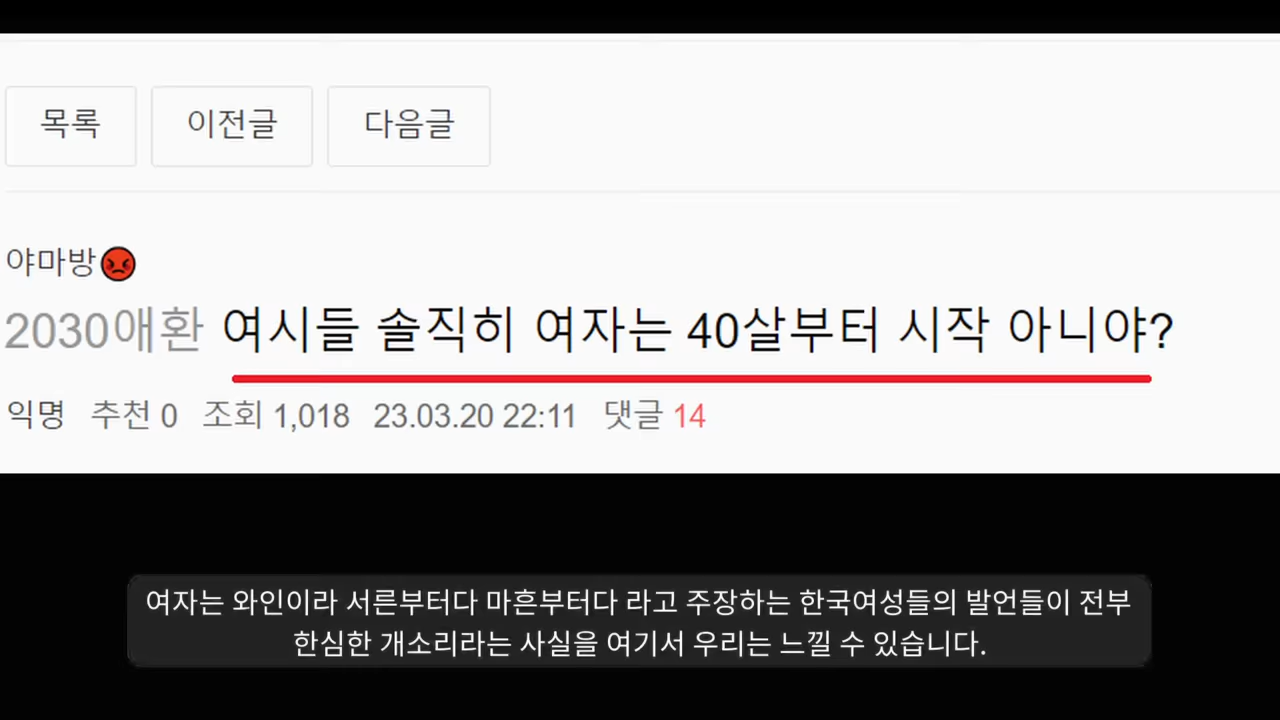 목록 이전글 다음글
야마방😡
2030애환 여시들 솔직히 여자는 40살부터 시작 아니야?
익명 추천 0 조회 1,018 23.03.20 22:11 댓글 14
여자는 와인이라 서른부터다 마흔부터다 라고 주장하는 한국여성들의 발언들이 전부
한심한 개소리라는 사실을 여기서 우리는 느낄 수 있습니다.